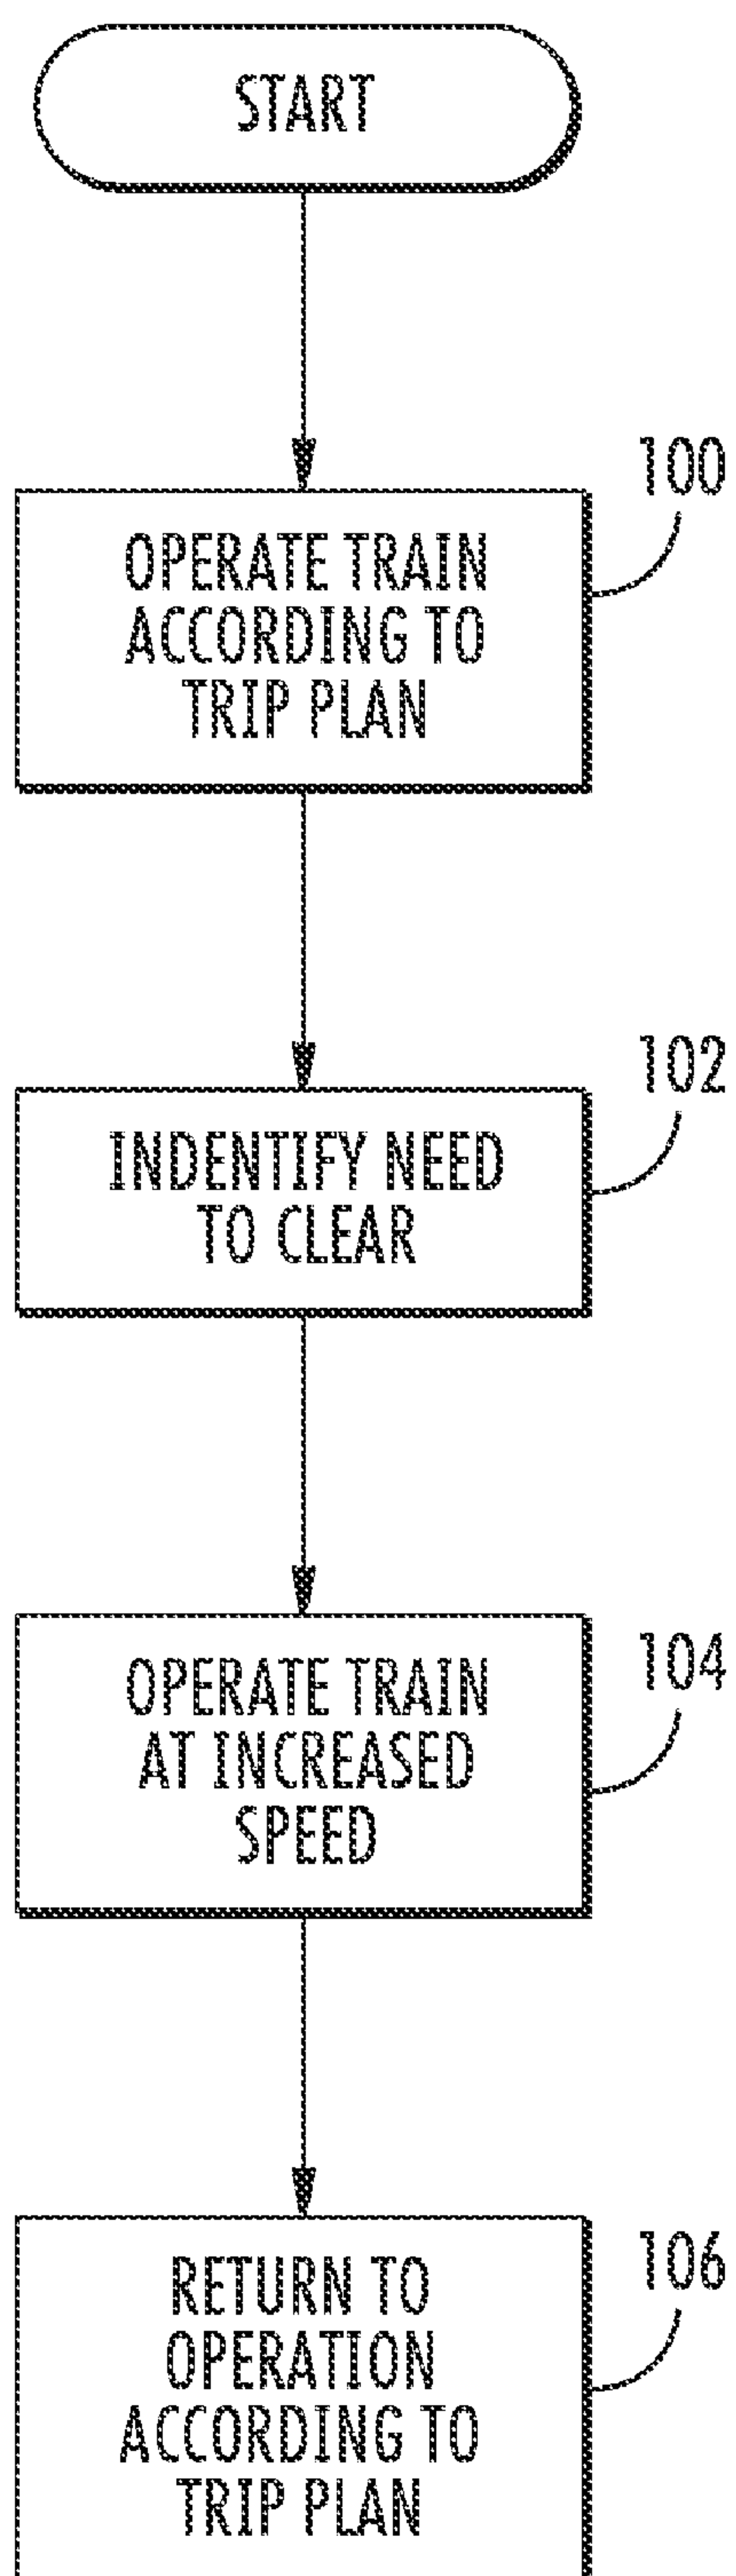 START
100
OPERATE TRAIN
ACCORDING TO
TRIP PLAN
102
INDENTIFY NEED
TO CLEAR
104
OPERATE TRAIN
AT INCREASED
SPEED
106
RETURN TO
OPERATION
ACCORDING TO
TRIP PLAN